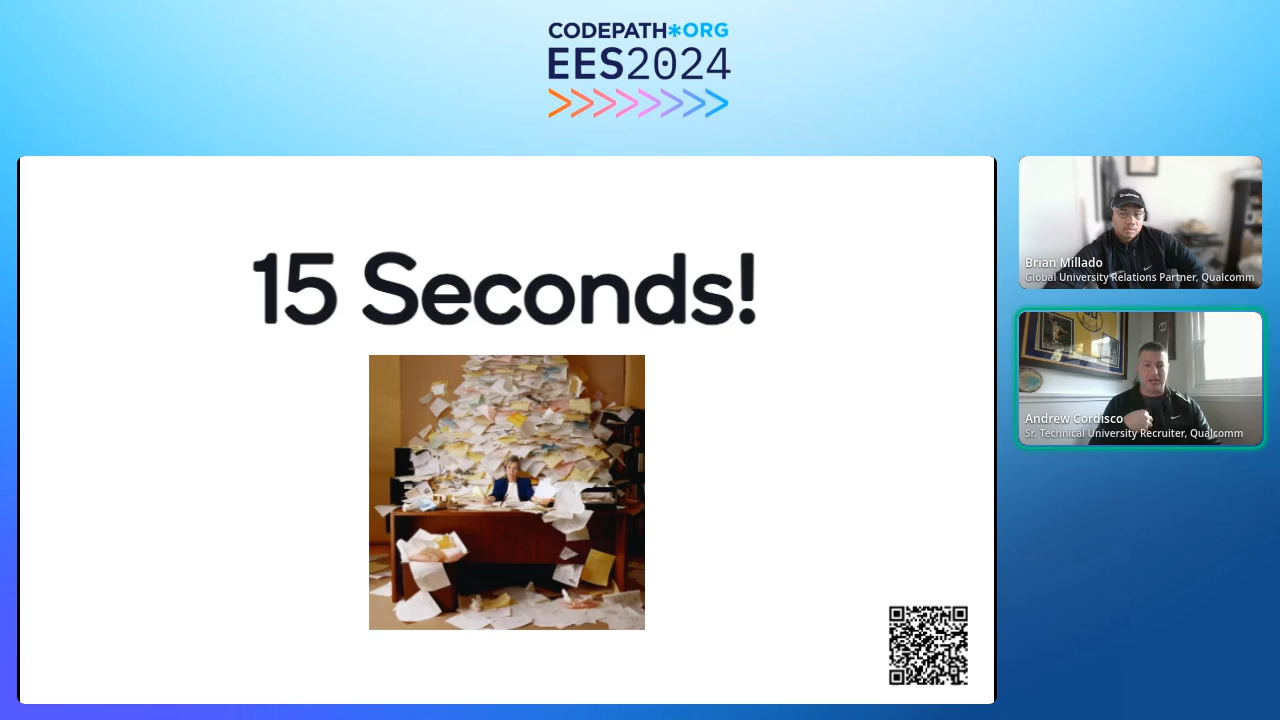 CODEPATH*ORG
EES2024
15 Seconds!
Brian Millado
Global University Relations Partner, Qualcomm
Andrew Cordisco
Sr. Technical University Recruiter, Qualcomm